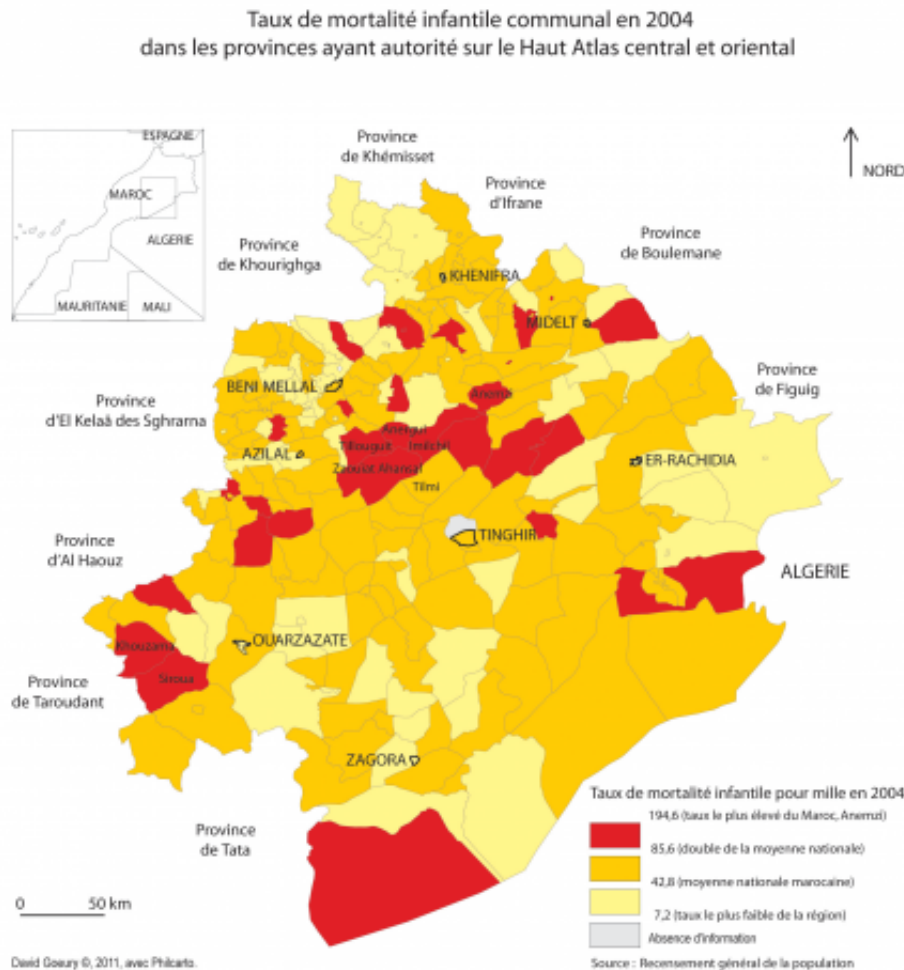 Taux de mortalité infantile communal en 2004
dans les provinces ayant autorité sur le Haut Atlas central et oriental
ESPAGNE
MAROC
ALGERIE
MAURITANIE
MALI
Province
de Khémisset
NORD
Province
d'Ifrane
Province
de Khourighga
Province
de Boulemane
KHENIFRA
MIDELT
BENI MELLAL
Province
de Figuig
Province
d'El Kelaâ des Sghrarna
Anemzi
Anergui
Tillouguit
Imilchil
AZILAL
Zaouiat Ahansal
ER-RACHIDIA
Tilmi
TINGHIR
Province
d'Al Haouz
ALGERIE
Khouzama
OUARZAZATE
Siroua
Province
de Taroudant
ZAGORA
Province
de Tata
Taux de mortalité infantile pour mille en 2004
194,6 (taux le plus élevé du Maroc, Anemzi)
85,6 (double de la moyenne nationale)
42,8 (moyenne nationale marocaine)
7,2 (taux le plus faible de la région)
Absence d'information
0 50 km
David Goeury ©, 2011, avec Philcarto.
Source : Recensement général de la population